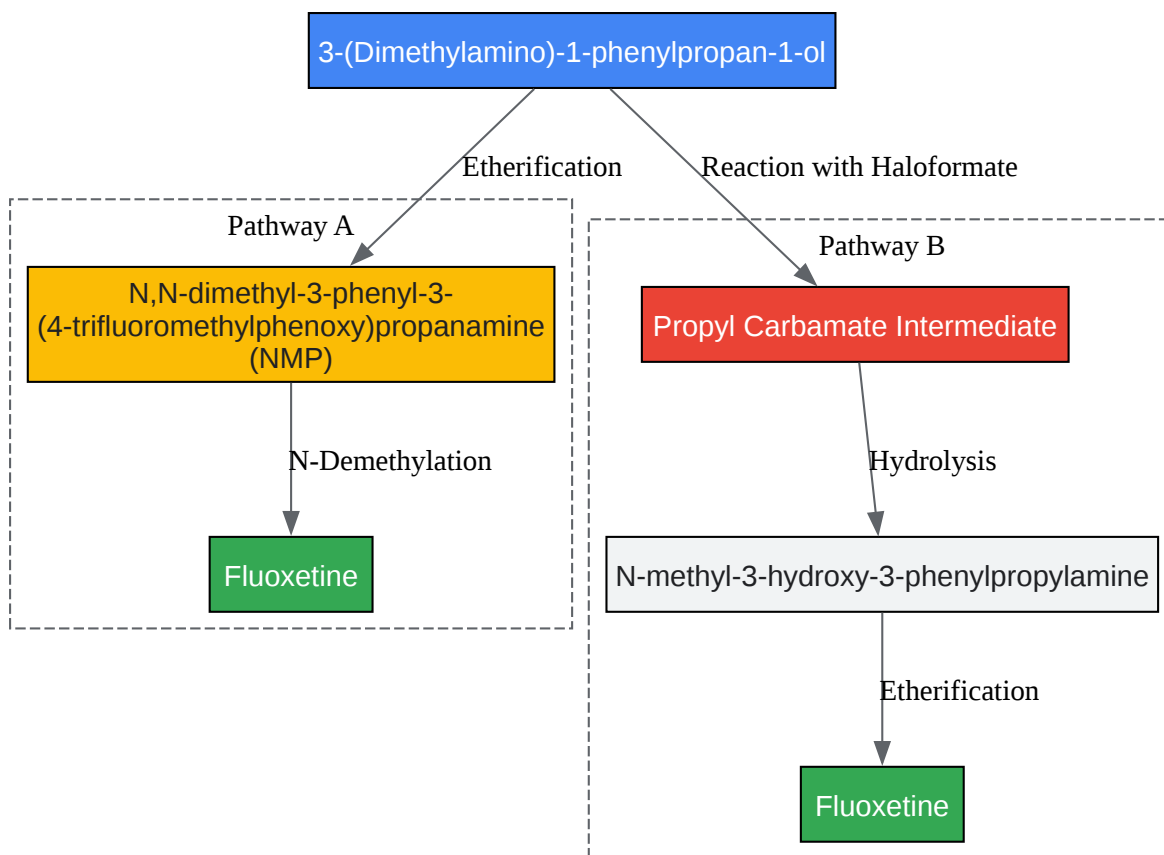 3-(Dimethylamino)-1-phenylpropan-1-ol
Etherification
Reaction with Haloformate
Pathway A
N,N-dimethyl-3-phenyl-3-
(4-trifluoromethylphenoxy)propanamine
(NMP)
N-Demethylation
Fluoxetine
Pathway B
Propyl Carbamate Intermediate
Hydrolysis
N-methyl-3-hydroxy-3-phenylpropylamine
Etherification
Fluoxetine